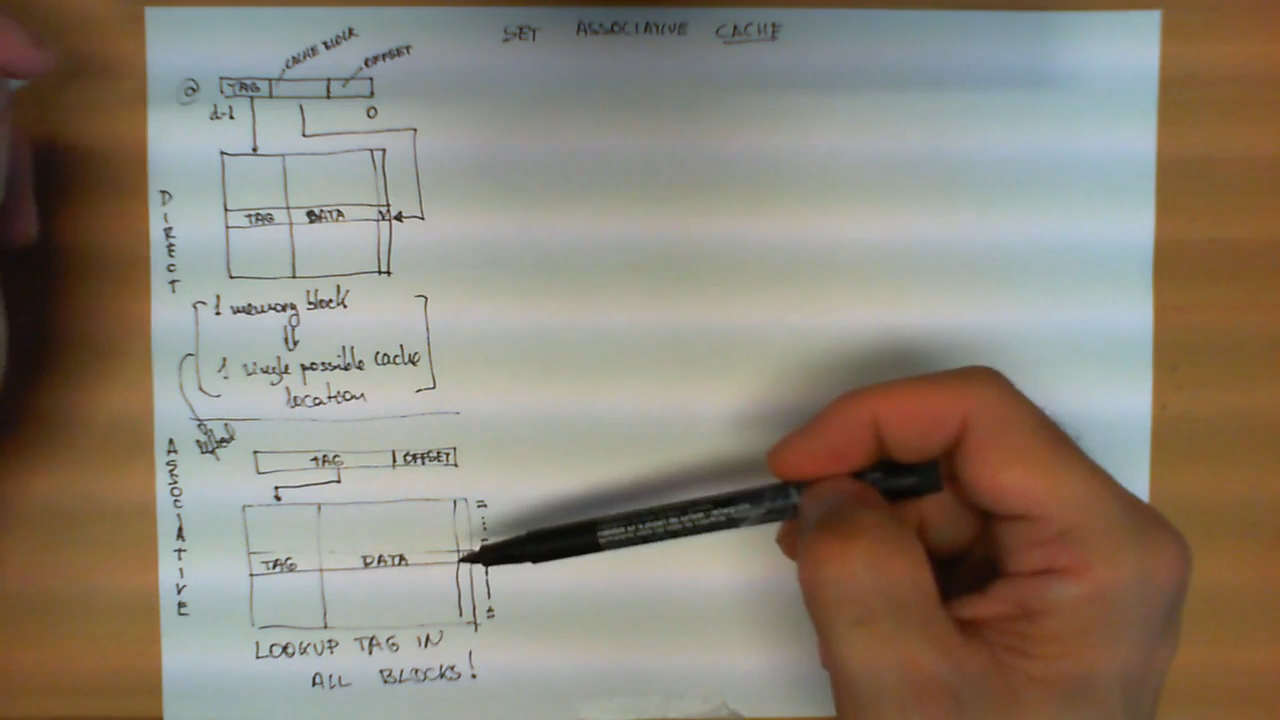 SET ASSOCIATIVE CACHE
CACHE BLOCK
OFFSET
@
TAG
d-1
0
DIRECT
TAG DATA V
1 memory block
1 single possible cache
location
ASSOCIATIVE
TAG OFFSET
TAG DATA
LOOKUP TAG IN
ALL BLOCKS!